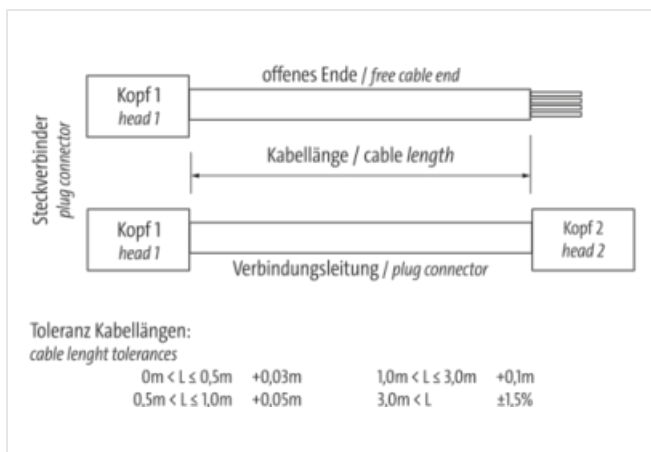 offenes Ende / free cable end
Kopf 1
head 1
Steckverbinder
plug connector
Kabellänge / cable length
Kopf 1
head 1
Kopf 2
head 2
Verbindungsleitung / plug connector
Toleranz Kabellängen:
cable lenght tolerances
0m < L ≤ 0,5m +0,03m 1,0m < L ≤ 3,0m +0,1m
0,5m < L ≤ 1,0m +0,05m 3,0m < L ±1,5%